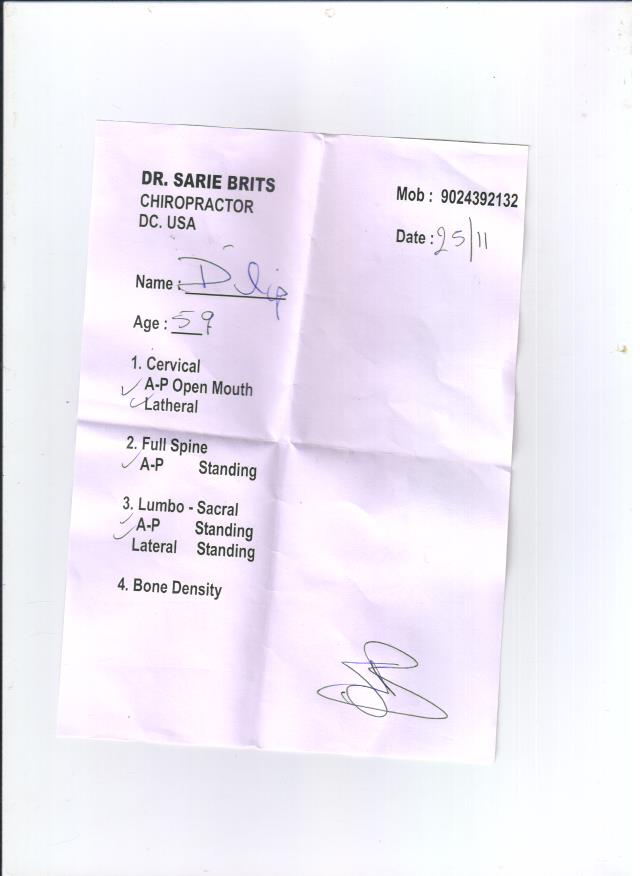 DR. SARIE BRITS
CHIROPRACTOR
DC. USA
Mob : 9024392132
Date : 25/11
Name : Dilip
Age : 59
1. Cervical
✓ A-P Open Mouth
✓ Latheral
2. Full Spine
✓ A-P Standing
3. Lumbo - Sacral
✓ A-P Standing
✓ Lateral Standing
4. Bone Density